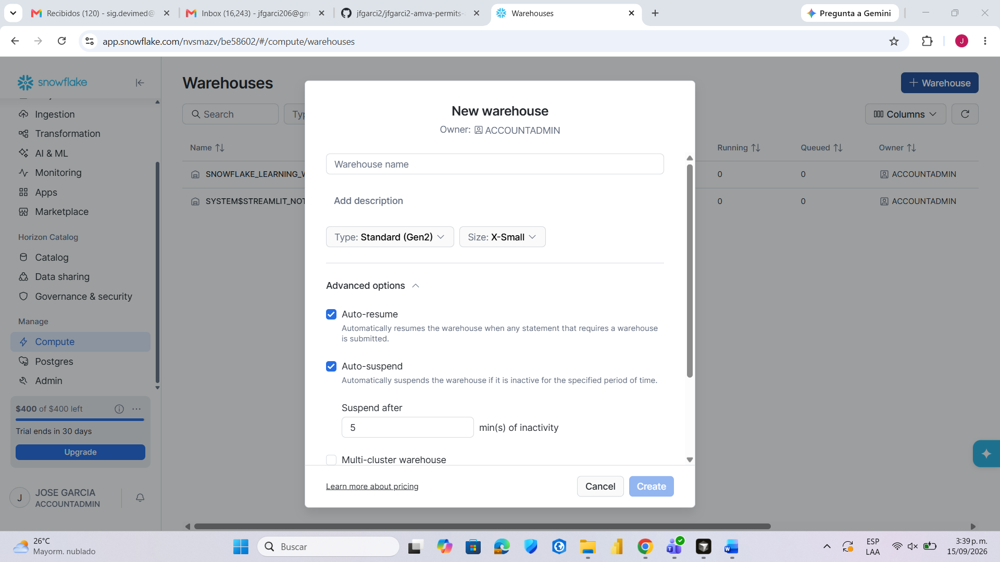 Recibidos (120) - sig.devimed@
Inbox (16,243) - jfgarci206@gm
jfgarci2/jfgarci2-amva-permits-
Warehouses
Pregunta a Gemini
app.snowflake.com/nvsmazv/be58602/#/compute/warehouses
J
snowflake
Ingestion
Transformation
AI & ML
Monitoring
Apps
Marketplace
Horizon Catalog
Catalog
Data sharing
Governance & security
Manage
Compute
Postgres
Admin
$400 of $400 left
Trial ends in 30 days
Upgrade
J
JOSE GARCIA
ACCOUNTADMIN
Warehouses
Warehouse
Search
Typ
Columns
Name
Running
Queued
Owner
SNOWFLAKE_LEARNING_W
0
0
ACCOUNTADMIN
SYSTEM$STREAMLIT_NOT
0
0
ACCOUNTADMIN
New warehouse
Owner: ACCOUNTADMIN
Warehouse name
Add description
Type: Standard (Gen2)
Size: X-Small
Advanced options
Auto-resume
Automatically resumes the warehouse when any statement that requires a warehouse
is submitted.
Auto-suspend
Automatically suspends the warehouse if it is inactive for the specified period of time.
Suspend after
5
min(s) of inactivity
Multi-cluster warehouse
Learn more about pricing
Cancel
Create
26°C
Mayorm. nublado
Buscar
ESP
LAA
3:39 p. m.
15/09/2026